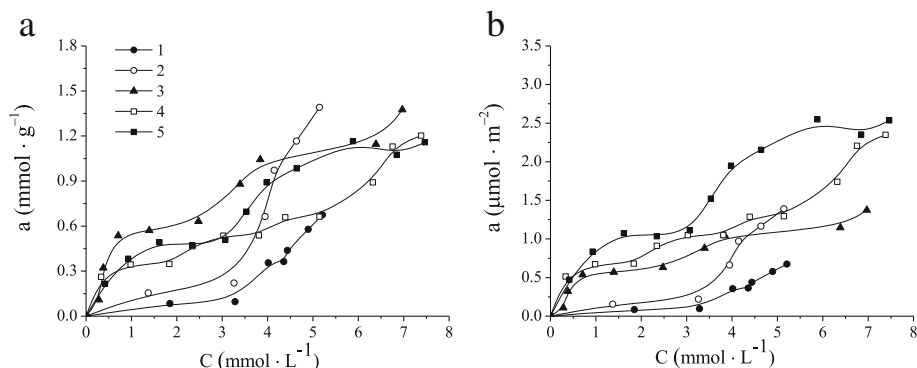 a
a (mmol · g⁻¹)
1.8
1.5
1.2
0.9
0.6
0.3
0.0
1
2
3
4
5
0 1 2 3 4 5 6 7 8
C (mmol · L⁻¹)
b
a (μmol · m⁻²)
3.0
2.5
2.0
1.5
1.0
0.5
0.0
0 1 2 3 4 5 6 7 8
C (mmol · L⁻¹)